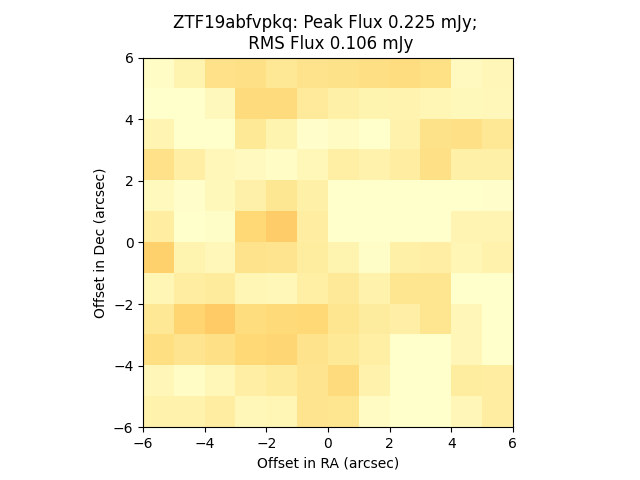 ZTF19abfvpkq: Peak Flux 0.225 mJy;
RMS Flux 0.106 mJy
6
4
2
0
−2
−4
−6
Offset in Dec (arcsec)
−6 −4 −2 0 2 4 6
Offset in RA (arcsec)